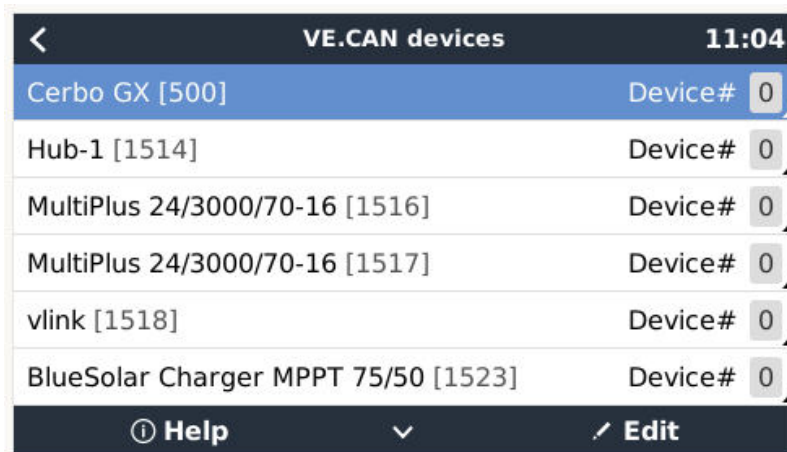 VE.CAN devices 11:04
Cerbo GX [500] Device# 0
Hub-1 [1514] Device# 0
MultiPlus 24/3000/70-16 [1516] Device# 0
MultiPlus 24/3000/70-16 [1517] Device# 0
vlink [1518] Device# 0
BlueSolar Charger MPPT 75/50 [1523] Device# 0
Help Edit